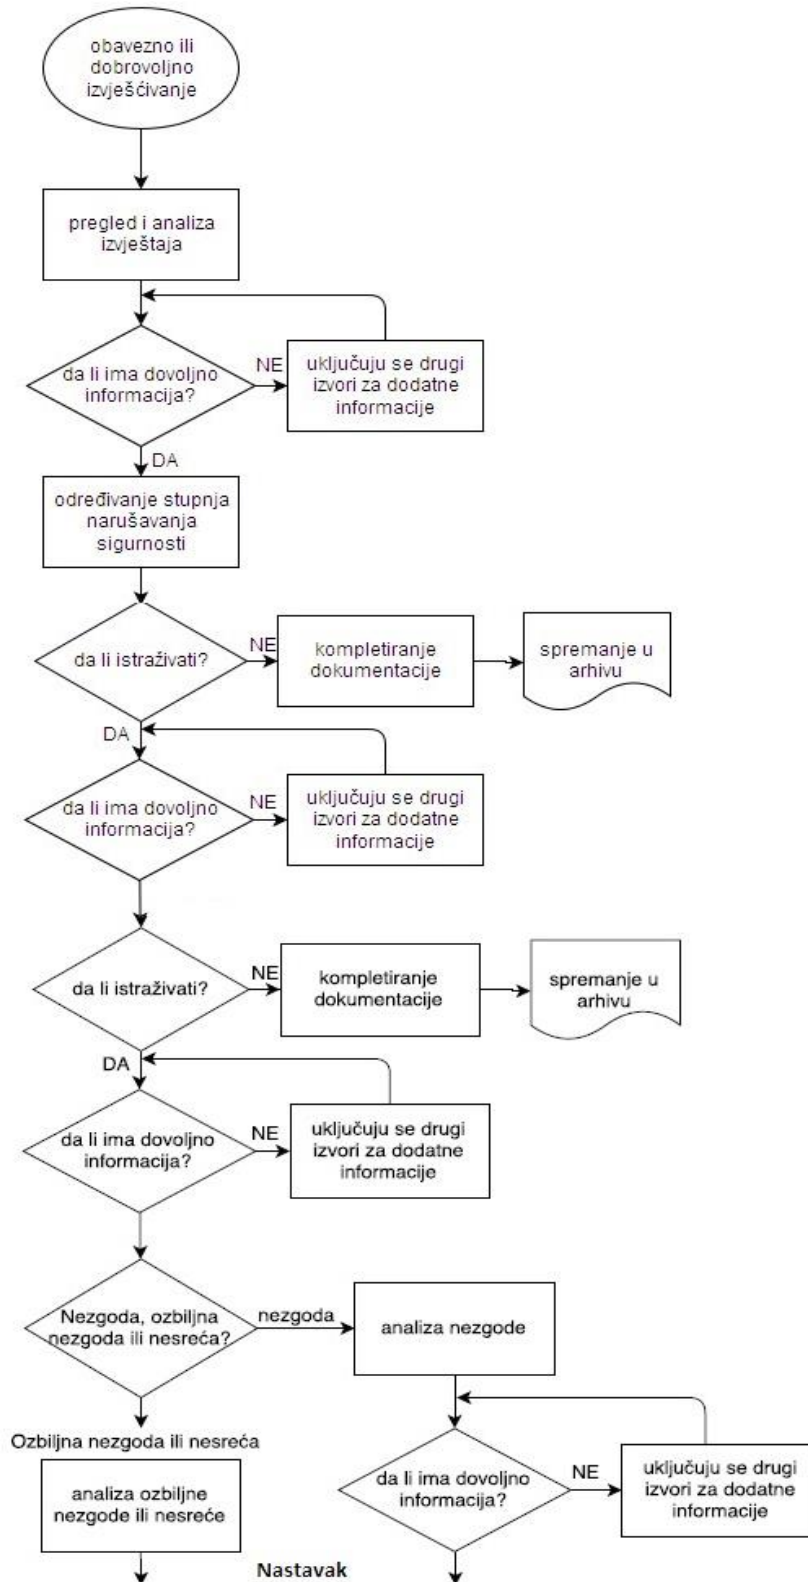 obavezno ili
dobrovoljno
izvješćivanje
pregled i analiza
izvještaja
da li ima dovoljno
informacija?
NE
uključuju se drugi
izvori za dodatne
informacije
DA
određivanje stupnja
narušavanja
sigurnosti
da li istraživati?
NE
kompletiranje
dokumentacije
spremanje u
arhivu
DA
da li ima dovoljno
informacija?
NE
uključuju se drugi
izvori za dodatne
informacije
da li istraživati?
NE
kompletiranje
dokumentacije
spremanje u
arhivu
DA
da li ima dovoljno
informacija?
NE
uključuju se drugi
izvori za dodatne
informacije
Nezgoda, ozbiljna
nezgoda ili nesreća?
nezgoda
analiza nezgode
Ozbiljna nezgoda ili nesreća
analiza ozbiljne
nezgode ili nesreće
da li ima dovoljno
informacija?
NE
uključuju se drugi
izvori za dodatne
informacije
Nastavak